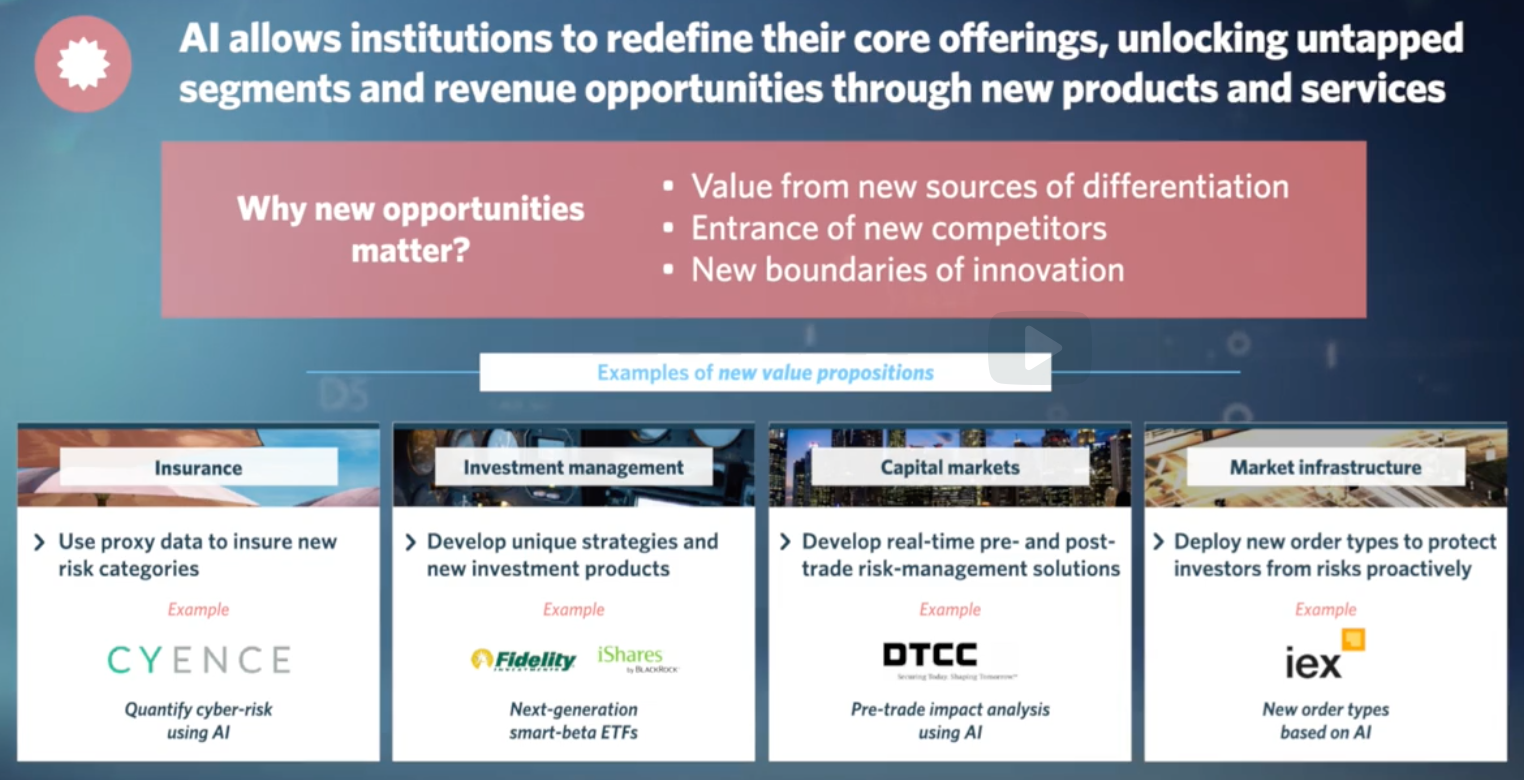 AI allows institutions to redefine their core offerings, unlocking untapped
segments and revenue opportunities through new products and services
Why new opportunities
matter?
▪ Value from new sources of differentiation
▪ Entrance of new competitors
▪ New boundaries of innovation
D5
Examples of new value propositions
Insurance
Use proxy data to insure new
risk categories
Example
CYENCE
Quantify cyber-risk
using AI
Investment management
Develop unique strategies and
new investment products
Example
Fidelity
INVESTMENTS
iShares
by BLACKROCK
Next-generation
smart-beta ETFs
Capital markets
Develop real-time pre- and post-
trade risk-management solutions
Example
DTCC
Securing Today. Shaping Tomorrow™
Pre-trade impact analysis
using AI
Market infrastructure
Deploy new order types to protect
investors from risks proactively
Example
iex
New order types
based on AI